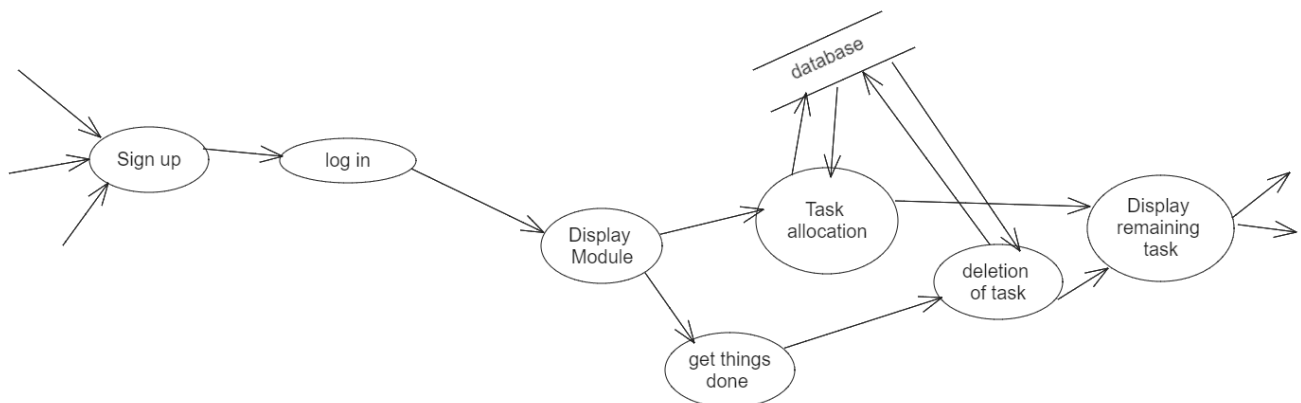 database
Sign up
log in
Display
Module
Task
allocation
get things
done
deletion
of task
Display
remaining
task